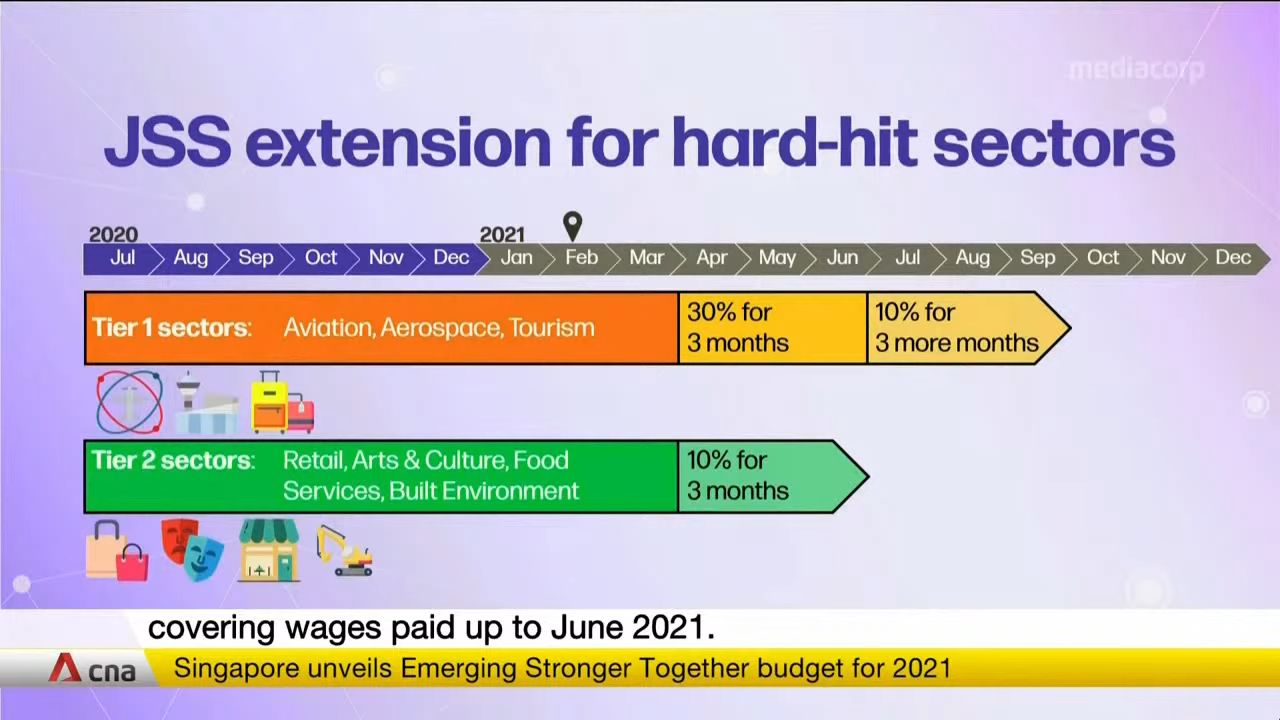 mediacorp
JSS extension for hard-hit sectors
2020 2021
Jul Aug Sep Oct Nov Dec Jan Feb Mar Apr May Jun Jul Aug Sep Oct Nov Dec
Tier 1 sectors: Aviation, Aerospace, Tourism
30% for
3 months
10% for
3 more months
Tier 2 sectors: Retail, Arts & Culture, Food
Services, Built Environment
10% for
3 months
covering wages paid up to June 2021.
cna Singapore unveils Emerging Stronger Together budget for 2021